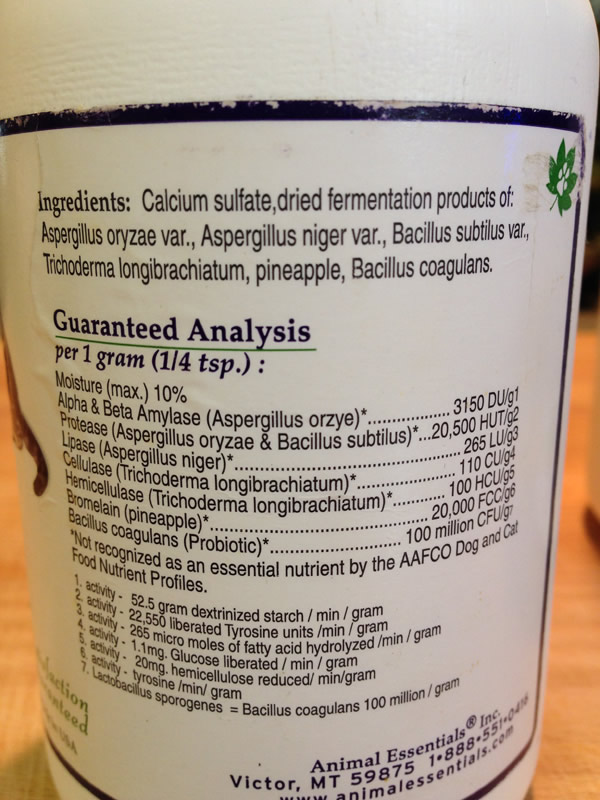 Ingredients: Calcium sulfate,dried fermentation products of:
Aspergillus oryzae var., Aspergillus niger var., Bacillus subtilus var.,
Trichoderma longibrachiatum, pineapple, Bacillus coagulans.
Guaranteed Analysis
per 1 gram (1/4 tsp.) :
Moisture (max.) 10%
Alpha & Beta Amylase (Aspergillus orzye)*.................. 3150 DU/g1
Protease (Aspergillus oryzae & Bacillus subtilus)*...20,500 HUT/g2
Lipase (Aspergillus niger)*.................................................. 265 LU/g3
Cellulase (Trichoderma longibrachiatum)*...................... 110 CU/g4
Hemicellulase (Trichoderma longibrachiatum)*........... 100 HCU/g5
Bromelain (pineapple)*................................................ 20,000 FCC/g6
Bacillus coagulans (Probiotic)*............................. 100 million CFU/g7
*Not recognized as an essential nutrient by the AAFCO Dog and Cat
Food Nutrient Profiles.
1. activity - 52.5 gram dextrinized starch / min / gram
2. activity - 22,550 liberated Tyrosine units /min / gram
3. activity - 265 micro moles of fatty acid hydrolyzed /min / gram
4. activity - 1.1mg. Glucose liberated / min / gram
5. activity - 20mg. hemicellulose reduced/ min/gram
6. activity - tyrosine /min/ gram
7. Lactobacillus sporogenes = Bacillus coagulans 100 million / gram
USA
Animal Essentials® Inc.
Victor, MT 59875 1•888•551•0416
www.animalessentials.com